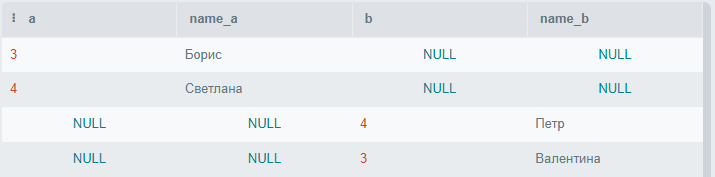 a name_a b name_b
3 Борис NULL NULL
4 Светлана NULL NULL
NULL NULL 4 Петр
NULL NULL 3 Валентина